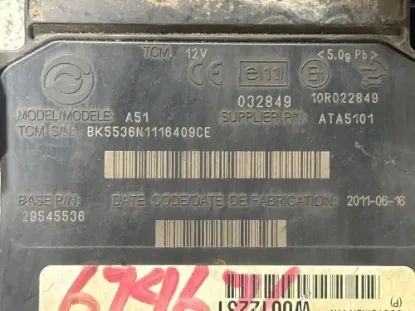 TCM, 12V
<5.0g Pb>
e11
032849
10R022849
MODEL/MODELE: A51
SUPPLIER P/N: ATA5101
TCM S/N: BK5536N1116409CE
BASE P/N: DATE CODE/DATE DE FABRICATION: 2011-06-16
29545536
W0012231
(P)